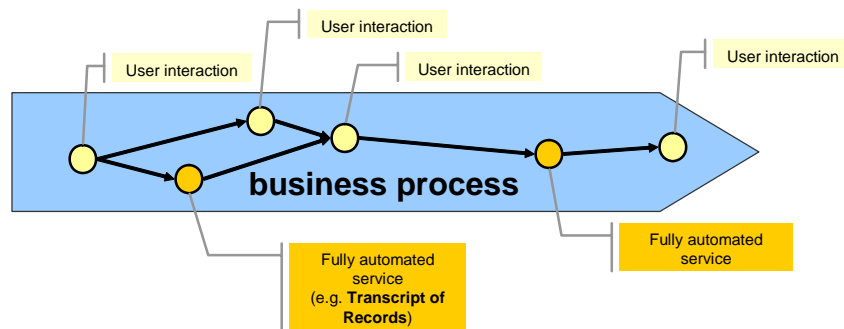 User interaction
User interaction
User interaction
User interaction
business process
Fully automated
service
(e.g. Transcript of
Records)
Fully automated
service